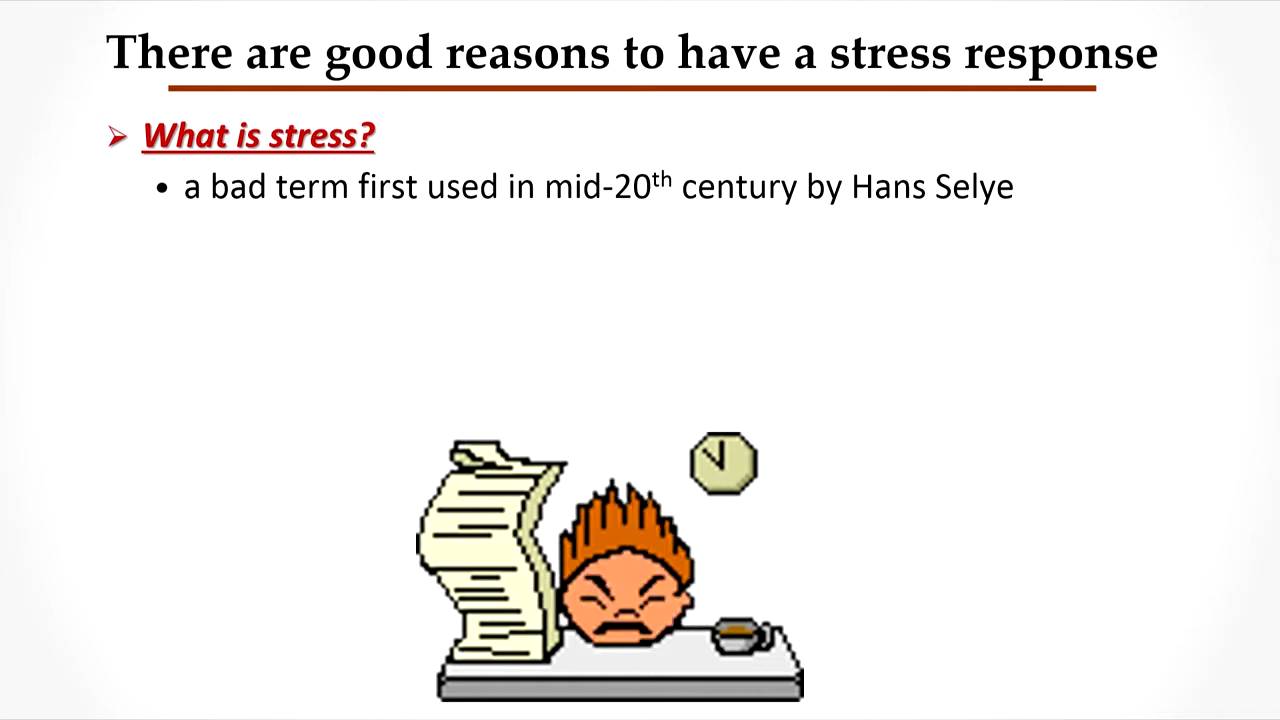 There are good reasons to have a stress response
➢ What is stress?
• a bad term first used in mid-20th century by Hans Selye